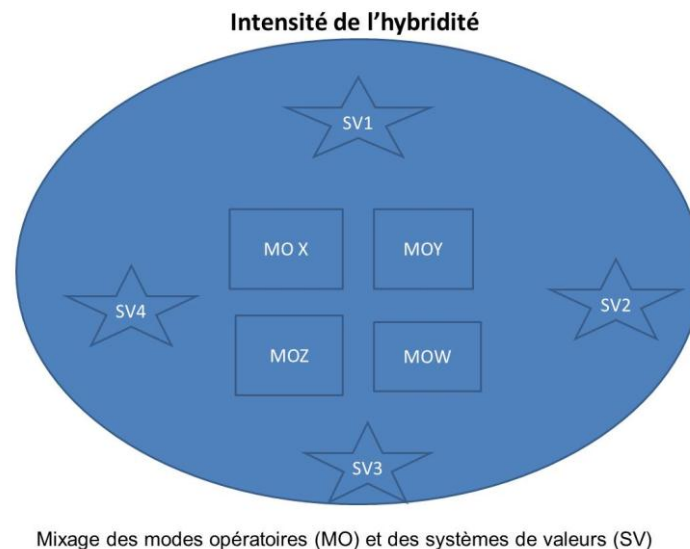 Intensité de l'hybridité
SV1
MO X
MOY
SV4
SV2
MOZ
MOW
SV3
Mixage des modes opératoires (MO) et des systèmes de valeurs (SV)